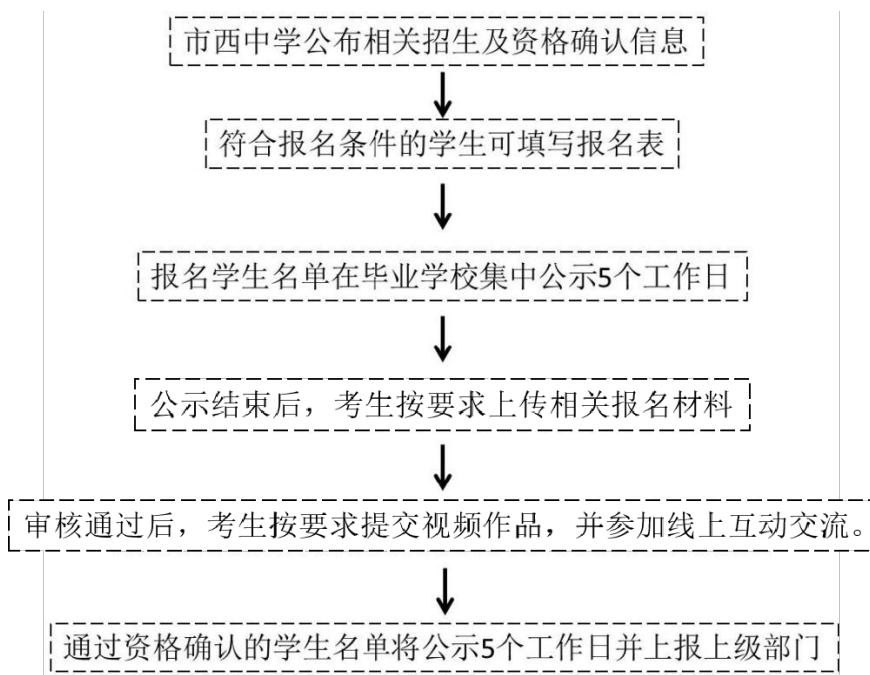 市西中学公布相关招生及资格确认信息
符合报名条件的学生可填写报名表
报名学生名单在毕业学校集中公示5个工作日
公示结束后，考生按要求上传相关报名材料
审核通过后，考生按要求提交视频作品，并参加线上互动交流。
通过资格确认的学生名单将公示5个工作日并上报上级部门